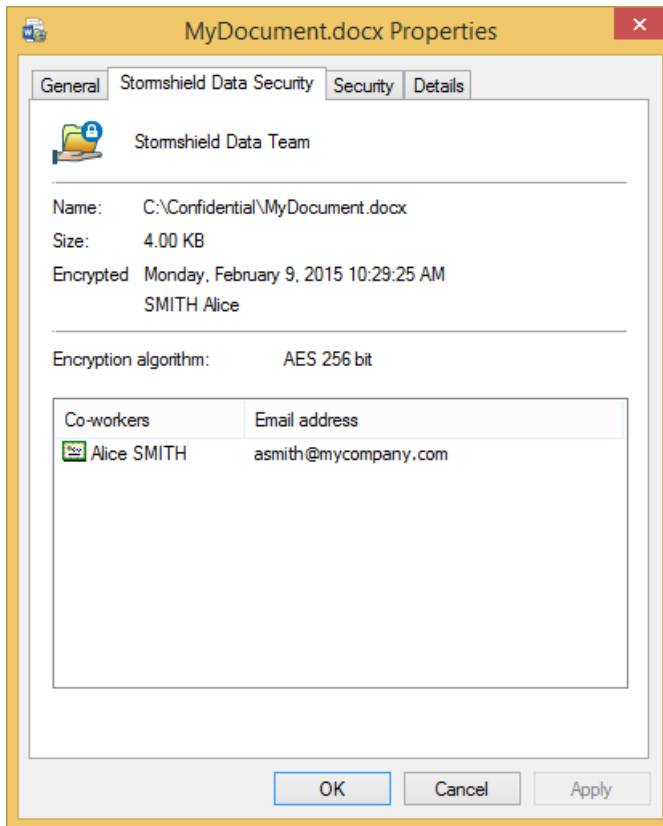 MyDocument.docx Properties
General Stormshield Data Security Security Details
Stormshield Data Team
Name: C:\Confidential\MyDocument.docx
Size: 4.00 KB
Encrypted Monday, February 9, 2015 10:29:25 AM
SMITH Alice
Encryption algorithm: AES 256 bit
Co-workers Email address
Alice SMITH asmith@mycompany.com
OK Cancel Apply